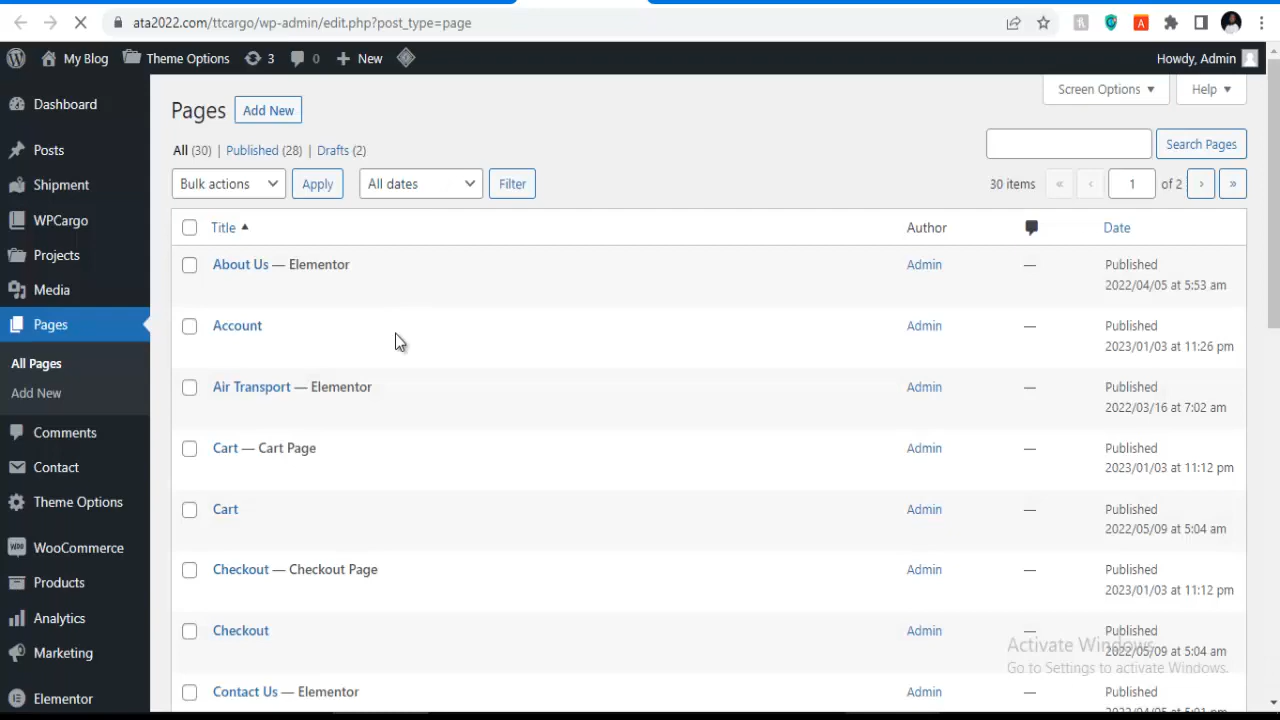 ata2022.com/ttcargo/wp-admin/edit.php?post_type=page
My Blog Theme Options 3 0 New Howdy, Admin
Screen Options Help
Dashboard
Posts
Shipment
WPCargo
Projects
Media
Pages
All Pages
Add New
Comments
Contact
Theme Options
WooCommerce
Products
Analytics
Marketing
Elementor
Pages Add New
All (30) | Published (28) | Drafts (2)
Search Pages
Bulk actions Apply All dates Filter 30 items « ‹ 1 of 2 › »
Title Author Date
About Us — Elementor Admin — Published
2022/04/05 at 5:53 am
Account Admin — Published
2023/01/03 at 11:26 pm
Air Transport — Elementor Admin — Published
2022/03/16 at 7:02 am
Cart — Cart Page Admin — Published
2023/01/03 at 11:12 pm
Cart Admin — Published
2022/05/09 at 5:04 am
Checkout — Checkout Page Admin — Published
2023/01/03 at 11:12 pm
Checkout Admin — Published
2022/05/09 at 5:04 am
Contact Us — Elementor Admin — Published
Activate Windows
Go to Settings to activate Windows.